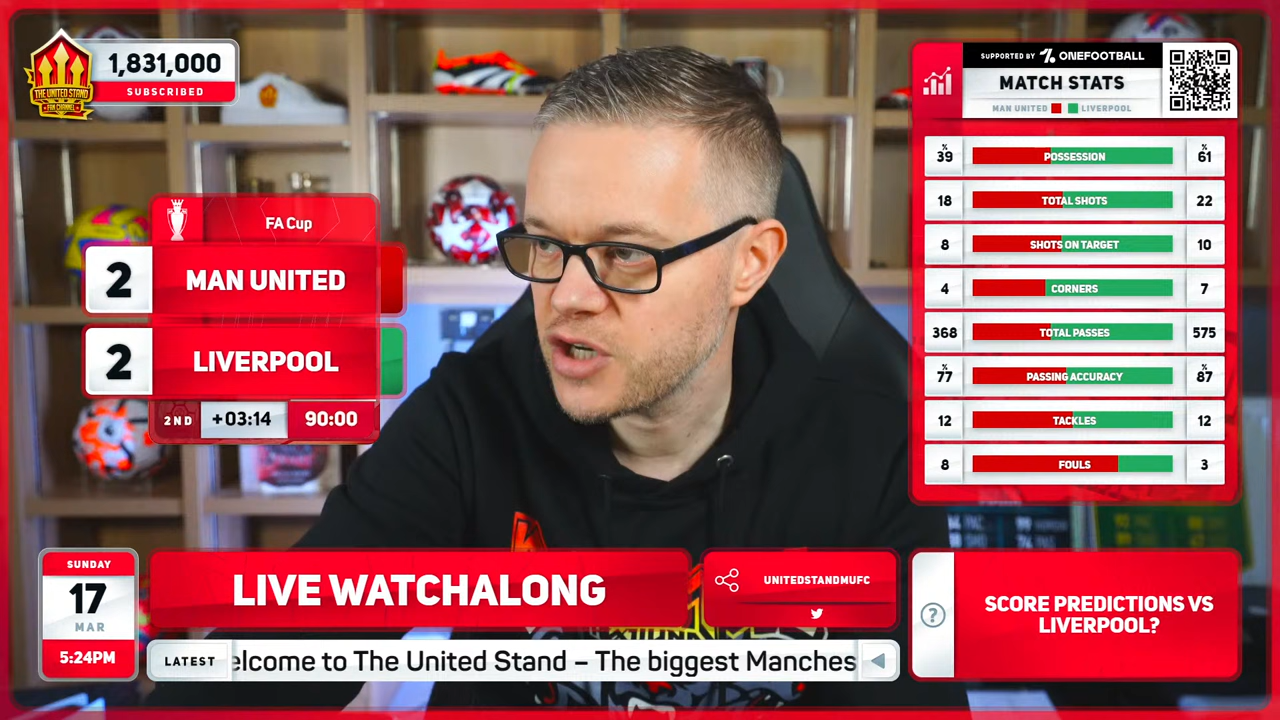 1,831,000
SUBSCRIBED
THE UNITED STAND
FAN CHANNEL
SUPPORTED BY ONEFOOTBALL
MATCH STATS
MAN UNITED LIVERPOOL
% 39 POSSESSION % 61
18 TOTAL SHOTS 22
8 SHOTS ON TARGET 10
4 CORNERS 7
368 TOTAL PASSES 575
% 77 PASSING ACCURACY % 87
12 TACKLES 12
8 FOULS 3
FA Cup
2 MAN UNITED
2 LIVERPOOL
2ND +03:14 90:00
SUNDAY
17
MAR
5:24PM
LIVE WATCHALONG
UNITEDSTANDMUFC
SCORE PREDICTIONS VS
LIVERPOOL?
LATEST elcome to The United Stand – The biggest Manches